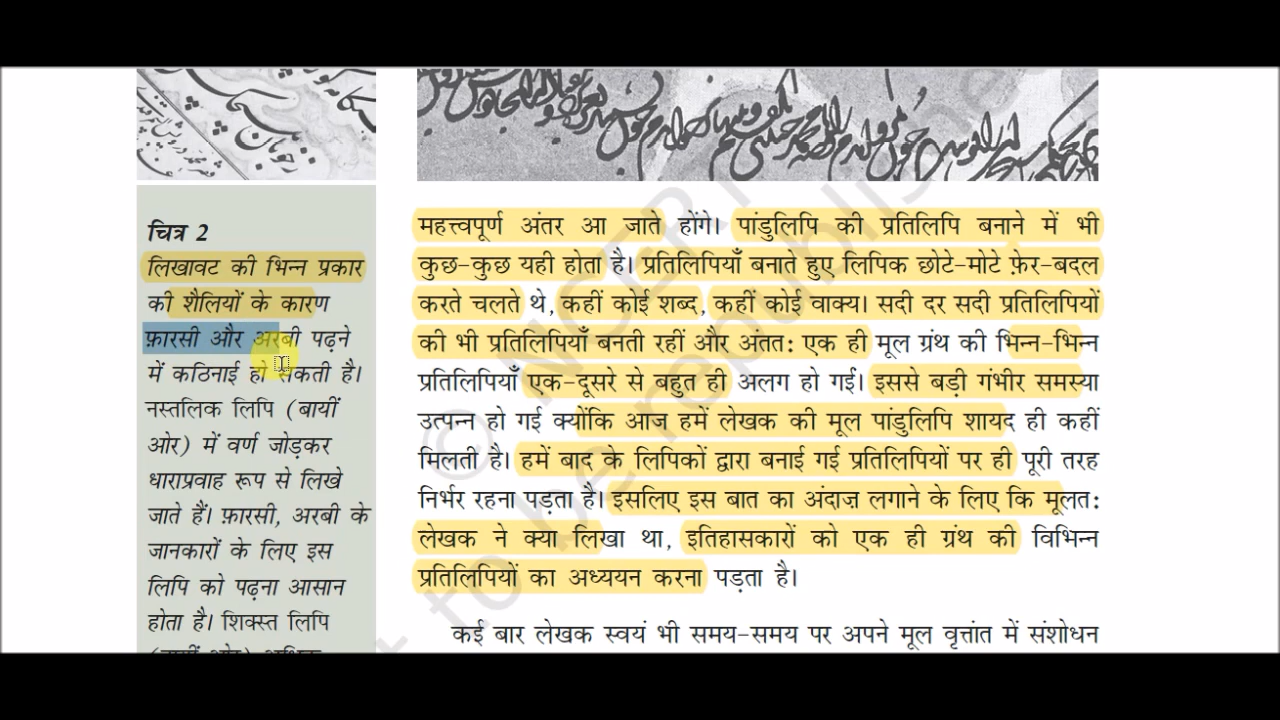 चित्र 2
लिखावट की भिन्न प्रकार
की शैलियों के कारण
फ़ारसी और अरबी पढ़ने
में कठिनाई हो सकती है।
नस्तलिक लिपि (बायीं
ओर) में वर्ण जोड़कर
धाराप्रवाह रूप से लिखे
जाते हैं। फ़ारसी, अरबी के
जानकारों के लिए इस
लिपि को पढ़ना आसान
होता है। शिक्स्त लिपि
महत्त्वपूर्ण अंतर आ जाते होंगे। पांडुलिपि की प्रतिलिपि बनाने में भी
कुछ-कुछ यही होता है। प्रतिलिपियाँ बनाते हुए लिपिक छोटे-मोटे फ़ेर-बदल
करते चलते थे, कहीं कोई शब्द, कहीं कोई वाक्य। सदी दर सदी प्रतिलिपियों
की भी प्रतिलिपियाँ बनती रहीं और अंतत: एक ही मूल ग्रंथ की भिन्न-भिन्न
प्रतिलिपियाँ एक-दूसरे से बहुत ही अलग हो गईं। इससे बड़ी गंभीर समस्या
उत्पन्न हो गई क्योंकि आज हमें लेखक की मूल पांडुलिपि शायद ही कहीं
मिलती है। हमें बाद के लिपिकों द्वारा बनाई गई प्रतिलिपियों पर ही पूरी तरह
निर्भर रहना पड़ता है। इसलिए इस बात का अंदाज़ लगाने के लिए कि मूलत:
लेखक ने क्या लिखा था, इतिहासकारों को एक ही ग्रंथ की विभिन्न
प्रतिलिपियों का अध्ययन करना पड़ता है।
कई बार लेखक स्वयं भी समय-समय पर अपने मूल वृत्तांत में संशोधन
© NCERT
to be republished